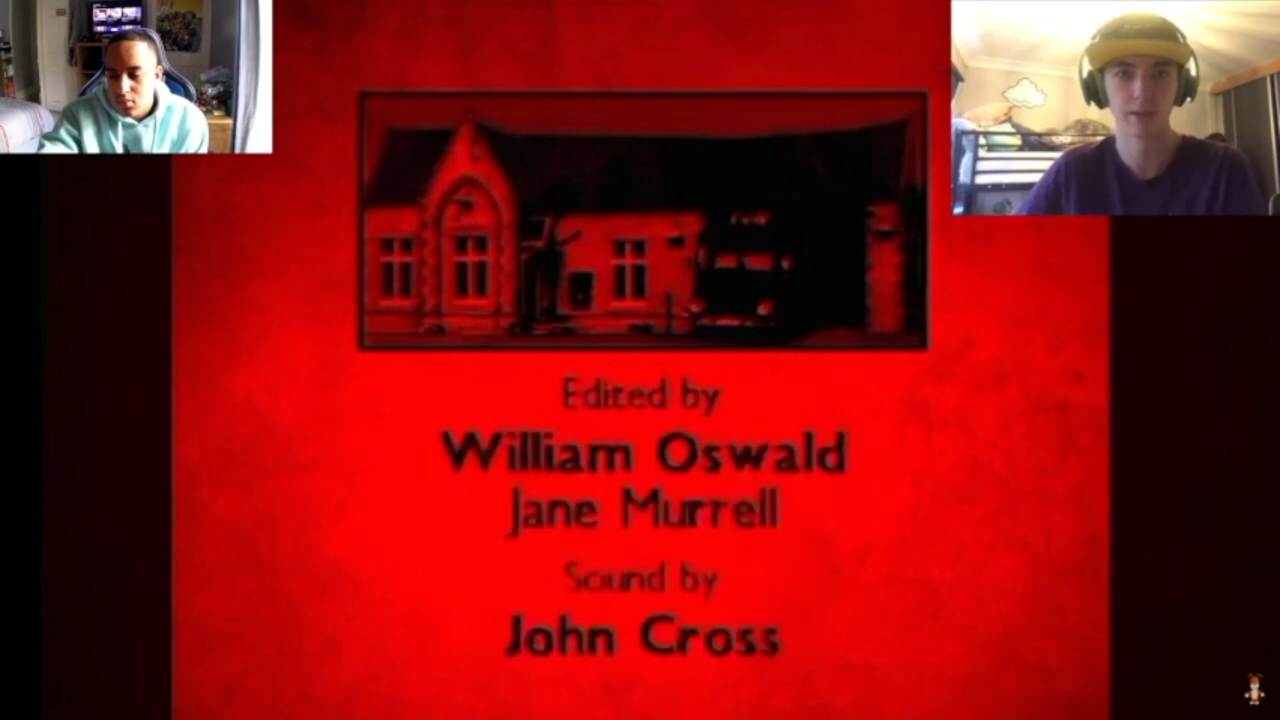 Edited by
William Oswald
Jane Murrell
Sound by
John Cross